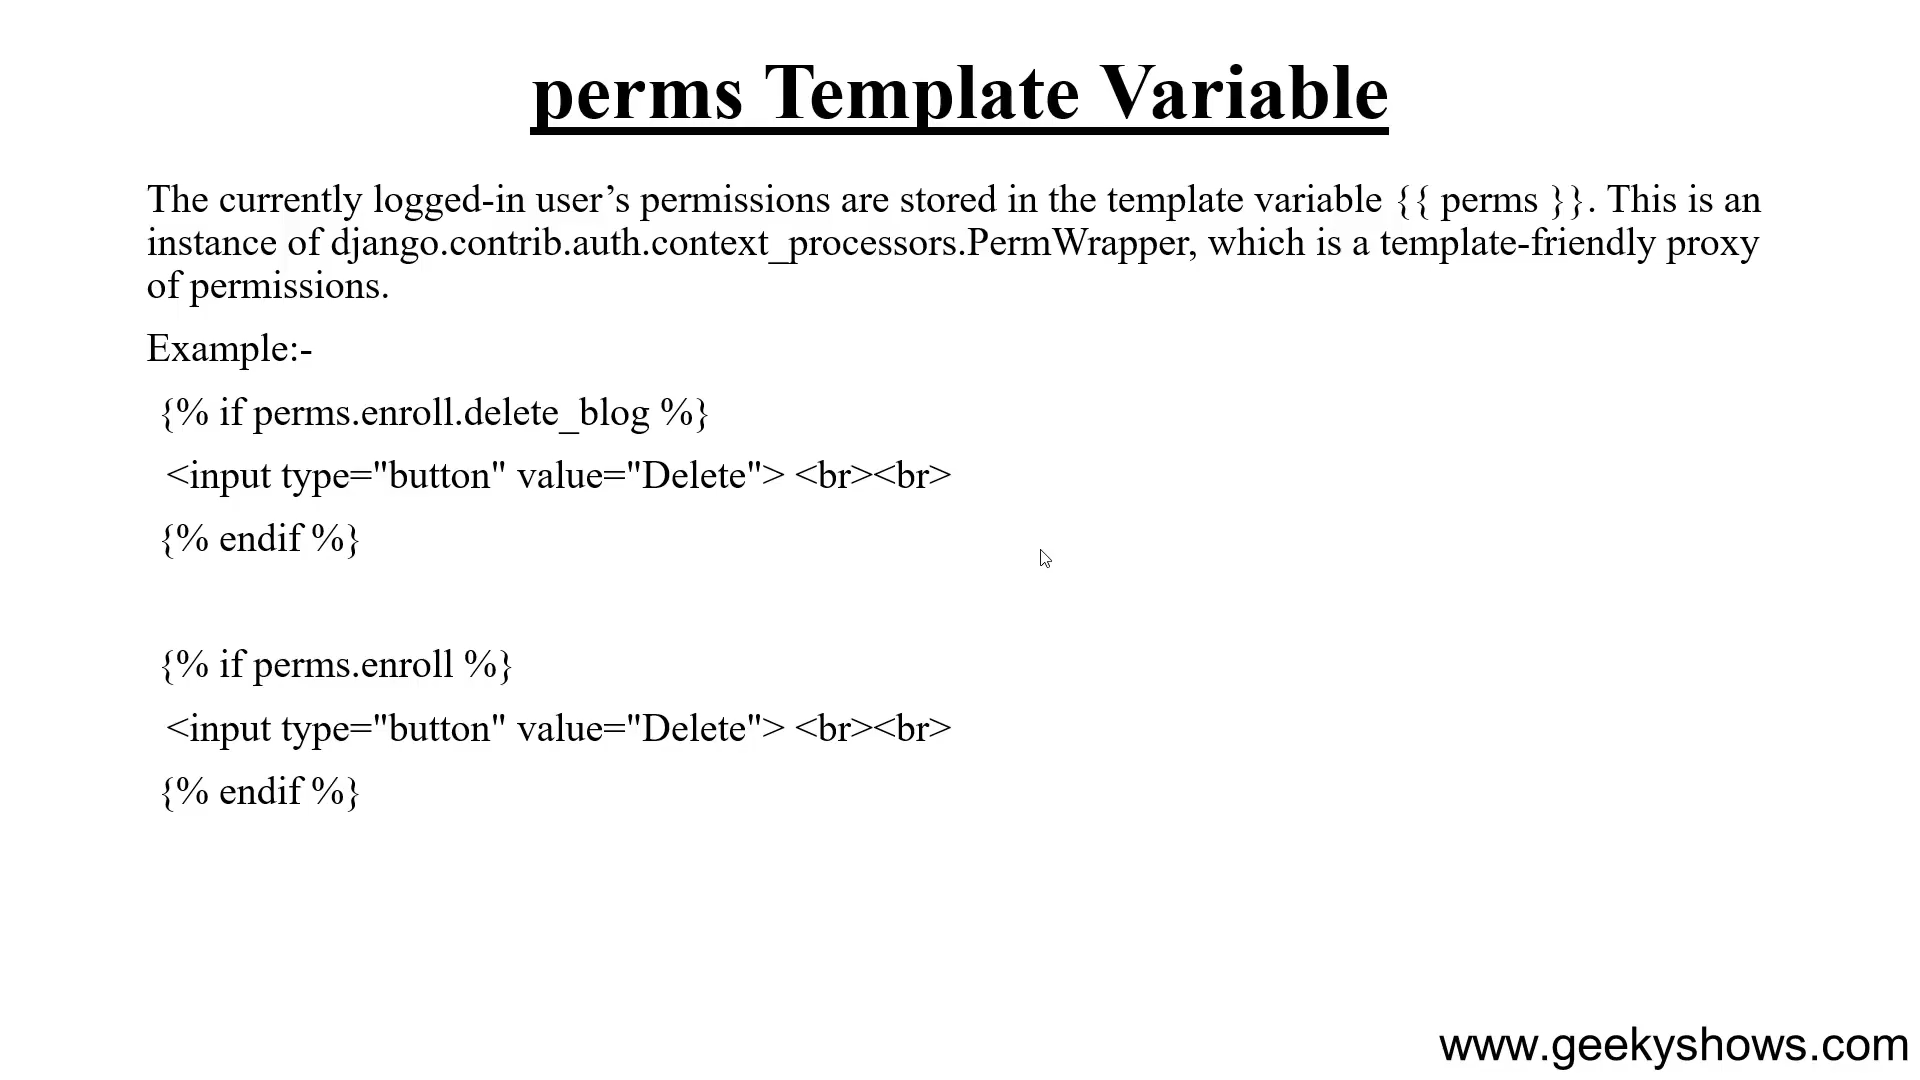 perms Template Variable
The currently logged-in user’s permissions are stored in the template variable {{ perms }}. This is an
instance of django.contrib.auth.context_processors.PermWrapper, which is a template-friendly proxy
of permissions.
Example:-
{% if perms.enroll.delete_blog %}
<input type="button" value="Delete"> <br><br>
{% endif %}
{% if perms.enroll %}
<input type="button" value="Delete"> <br><br>
{% endif %}
www.geekyshows.com